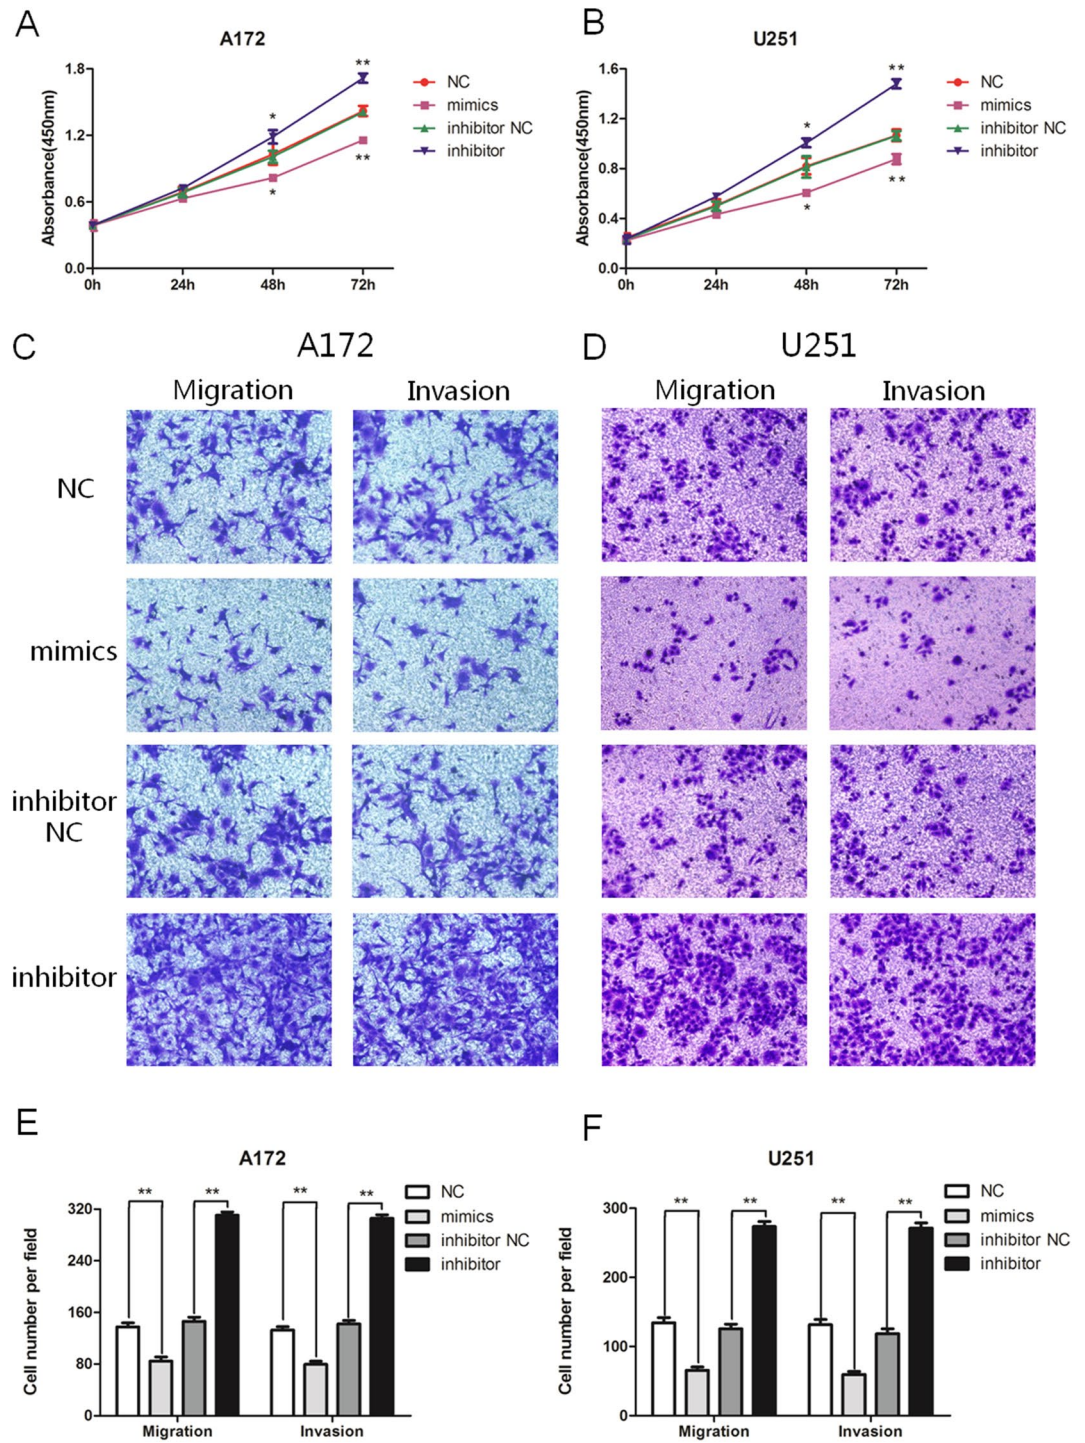 A
A172
Absorbance(450nm)
1.8
1.2
0.6
0.0
0h
24h
48h
72h
*
**
*
**
NC
mimics
inhibitor NC
inhibitor
B
U251
Absorbance(450nm)
1.6
1.2
0.8
0.4
0.0
0h
24h
48h
72h
*
**
*
**
NC
mimics
inhibitor NC
inhibitor
C
A172
Migration
Invasion
D
U251
Migration
Invasion
NC
mimics
inhibitor
NC
inhibitor
E
A172
Cell number per field
320
240
160
80
0
**
**
**
**
Migration
Invasion
NC
mimics
inhibitor NC
inhibitor
F
U251
Cell number per field
300
200
100
0
**
**
**
**
Migration
Invasion
NC
mimics
inhibitor NC
inhibitor